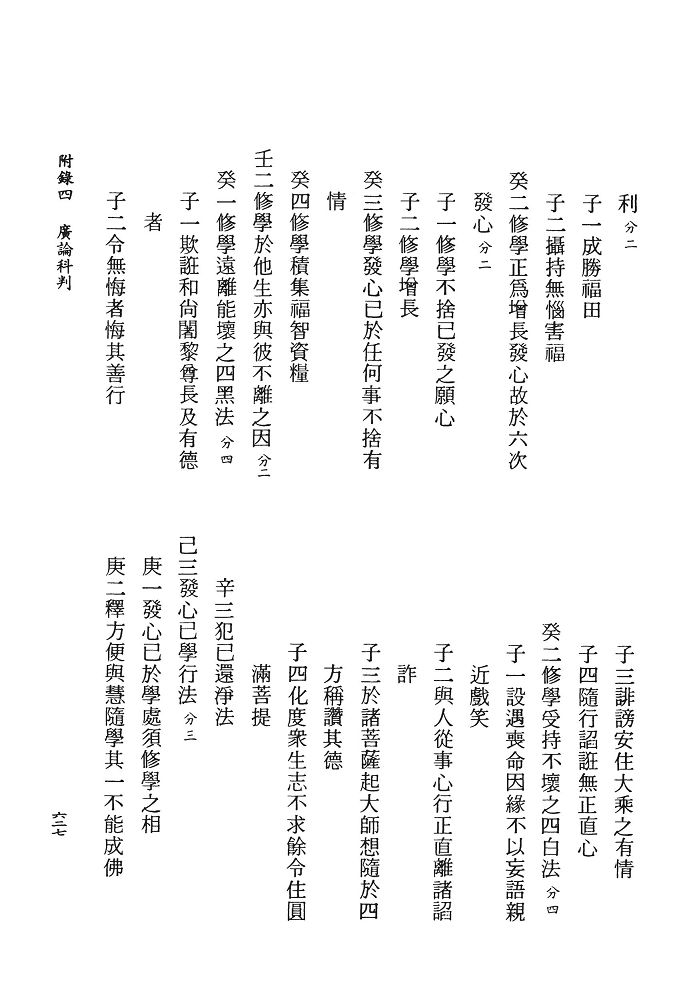 利 分二
子一成勝福田
子二攝持無惱害福
癸二修學正爲增長發心故於六次
發心 分二
子一修學不捨已發之願心
子二修學增長
癸三修學發心已於任何事不捨有
情
癸四修學積集福智資糧
壬二修學於他生亦與彼不離之因 分二
癸一修學遠離能壞之四黑法 分四
子一欺誑和尙闍黎尊長及有德
者
子二令無悔者悔其善行
子三誹謗安住大乘之有情
子四隨行諂誑無正直心
癸二修學受持不壞之四白法 分四
子一設遇喪命因緣不以妄語親
近戲笑
子二與人從事心行正直離諸諂
詐
子三於諸菩薩起大師想隨於四
方稱讚其德
子四化度衆生志不求餘令住圓
滿菩提
辛三犯已還淨法
己三發心已學行法 分三
庚一發心已於學處須修學之相
庚二釋方便與慧隨學其一不能成佛
附錄四 廣論科判
六二七